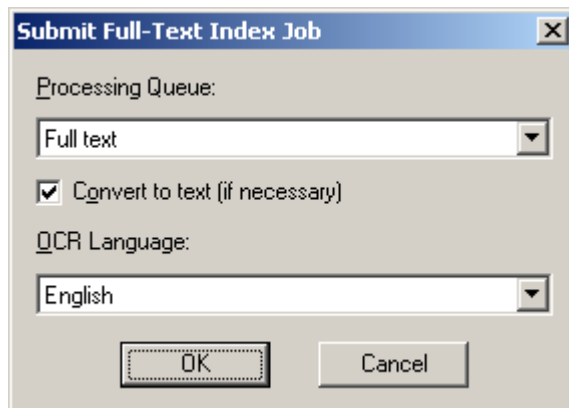 Submit Full-Text Index Job
Processing Queue:
Full text
Convert to text (if necessary)
OCR Language:
English
OK Cancel